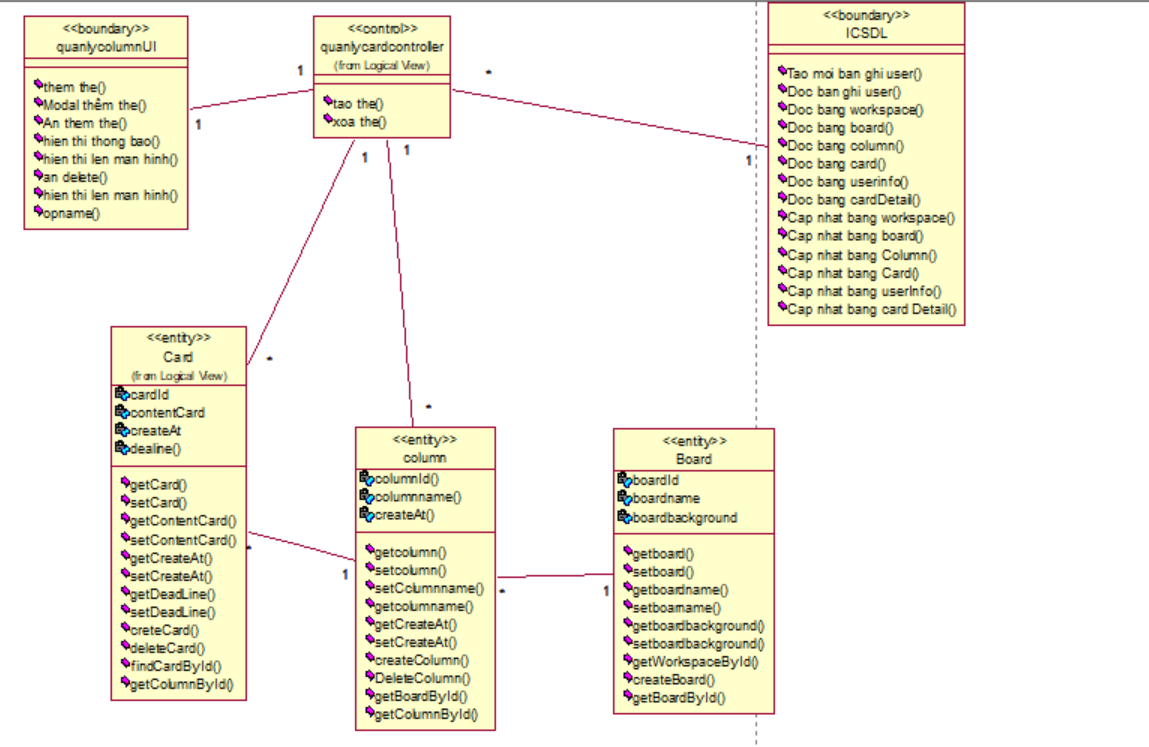 <<boundary>>
quanlycolumnUI
them the()
Modal thêm the()
An them the()
hien thi thong bao()
hien thi len man hinh()
an delete()
hien thi len man hinh()
opname()
1
1
<<control>>
quanlycardcontroller
(from Logical View)
tao the()
xoa the()
*
1
1
1
<<boundary>>
ICSDL
Tao moi ban ghi user()
Doc ban ghi user()
Doc bang workspace()
Doc bang board()
Doc bang column()
Doc bang card()
Doc bang userinfo()
Doc bang cardDetail()
Cap nhat bang workspace()
Cap nhat bang board()
Cap nhat bang Column()
Cap nhat bang Card()
Cap nhat bang userInfo()
Cap nhat bang card Detail()
<<entity>>
Card
(from Logical View)
cardId
contentCard
createAt
dealine()
getCard()
setCard()
getContentCard()
setContentCard()
getCreateAt()
setCreateAt()
getDeadLine()
setDeadLine()
creteCard()
deleteCard()
findCardById()
getColumnById()
*
*
*
1
<<entity>>
column
columnId()
columnname()
createAt()
getcolumn()
setcolumn()
setColumnname()
getcolumname()
getCreateAt()
setCreateAt()
createColumn()
DeleteColumn()
getBoardById()
getColumnById()
*
1
<<entity>>
Board
boardId
boardname
boardbackground
getboard()
setboard()
getboardname()
setboarname()
getboardbackground()
setboardbackground()
getWorkspaceById()
createBoard()
getBoardById()